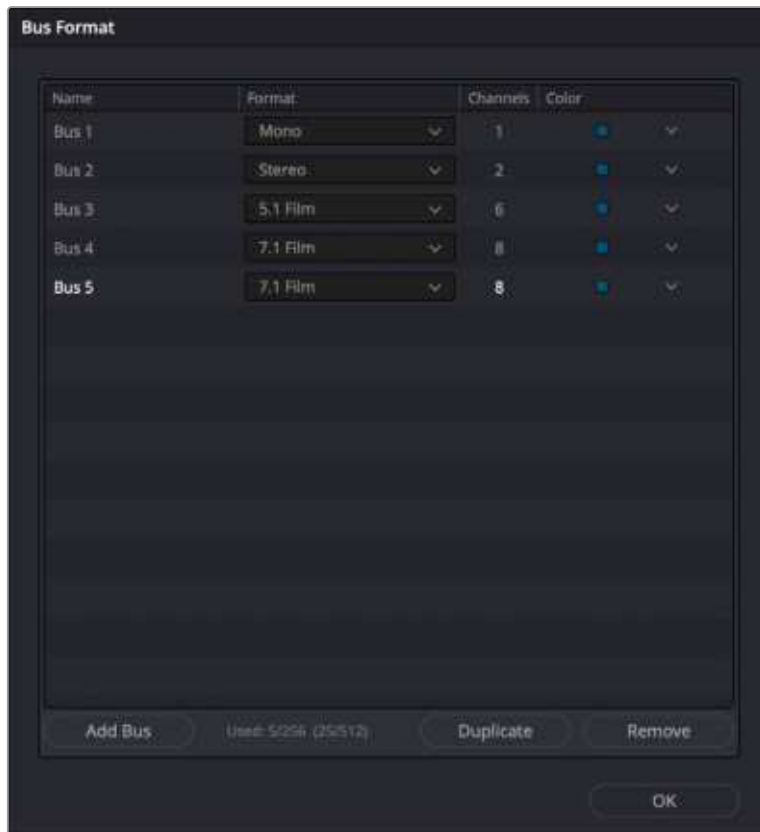 Bus Format
Name Format Channels Color
Bus 1 Mono 1
Bus 2 Stereo 2
Bus 3 5.1 Film 6
Bus 4 7.1 Film 8
Bus 5 7.1 Film 8
Add Bus Used: 5/256 (25/512) Duplicate Remove
OK